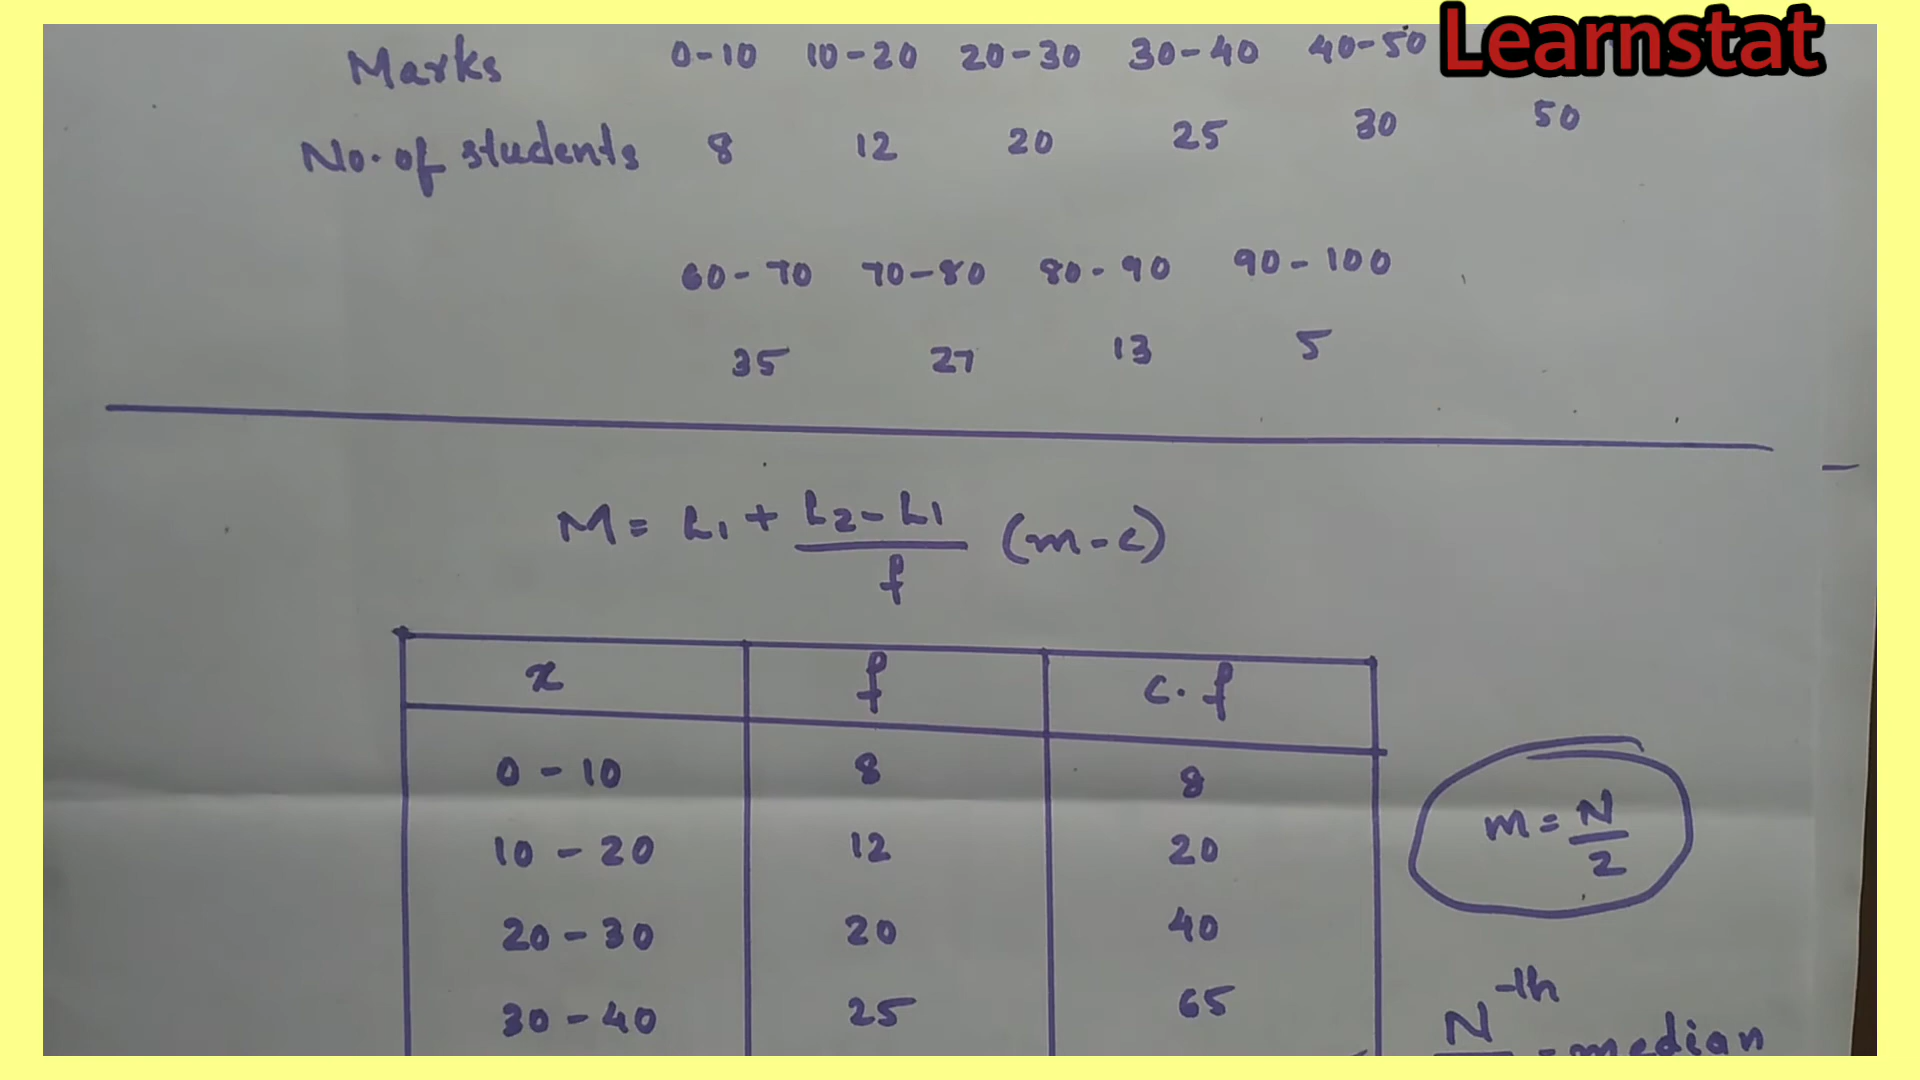 Learnstat
Marks 0-10 10-20 20-30 30-40 40-50
No. of students 8 12 20 25 30 50
60-70 70-80 80-90 90-100
35 27 13 5
M = L1 + L2-L1/f (m-c)
x f c.f
0-10 8 8
10-20 12 20
20-30 20 40
30-40 25 65
m = N/2
N th
= median